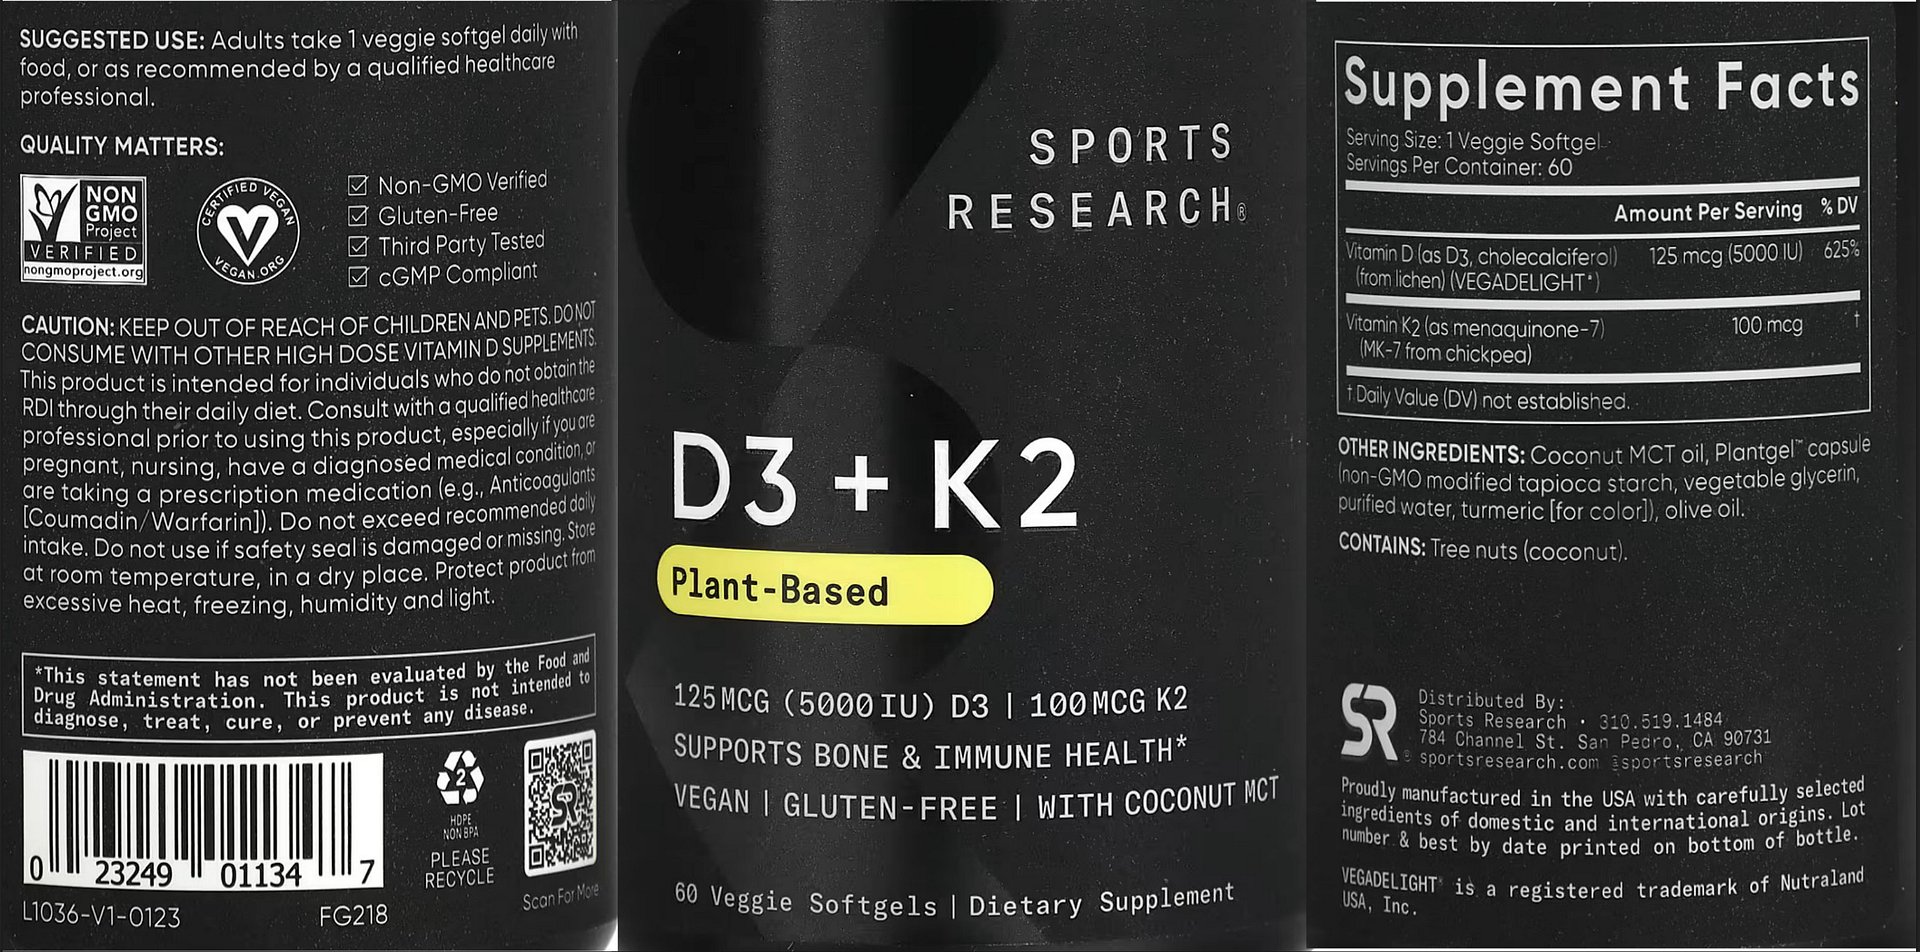 SUGGESTED USE: Adults take 1 veggie softgel daily with
food, or as recommended by a qualified healthcare
professional.
QUALITY MATTERS:
NON
GMO
Project
VERIFIED
nongmoproject.org
CERTIFIED VEGAN
VEGAN.ORG
Non-GMO Verified
Gluten-Free
Third Party Tested
cGMP Compliant
CAUTION: KEEP OUT OF REACH OF CHILDREN AND PETS. DO NOT
CONSUME WITH OTHER HIGH DOSE VITAMIN D SUPPLEMENTS.
This product is intended for individuals who do not obtain the
RDI through their daily diet. Consult with a qualified healthcare
professional prior to using this product, especially if you are
pregnant, nursing, have a diagnosed medical condition, or
are taking a prescription medication (e.g., Anticoagulants
[Coumadin/Warfarin]). Do not exceed recommended daily
intake. Do not use if safety seal is damaged or missing. Store
at room temperature, in a dry place. Protect product from
excessive heat, freezing, humidity and light.
*This statement has not been evaluated by the Food and
Drug Administration. This product is not intended to
diagnose, treat, cure, or prevent any disease.
0 23249 01134 7
L1036-V1-0123 FG218
2
HDPE
NON BPA
PLEASE
RECYCLE
SR
Scan For More
SPORTS
RESEARCH®
D3 + K2
Plant-Based
125 MCG (5000 IU) D3 | 100 MCG K2
SUPPORTS BONE & IMMUNE HEALTH*
VEGAN | GLUTEN-FREE | WITH COCONUT MCT
60 Veggie Softgels | Dietary Supplement
Supplement Facts
Serving Size: 1 Veggie Softgel
Servings Per Container: 60
Amount Per Serving % DV
Vitamin D (as D3, cholecalciferol) 125 mcg (5000 IU) 625%
(from lichen) (VEGADELIGHT®)
Vitamin K2 (as menaquinone-7) 100 mcg †
(MK-7 from chickpea)
† Daily Value (DV) not established.
OTHER INGREDIENTS: Coconut MCT oil, Plantgel™ capsule
(non-GMO modified tapioca starch, vegetable glycerin,
purified water, turmeric [for color]), olive oil.
CONTAINS: Tree nuts (coconut).
SR®
Distributed By:
Sports Research • 310.519.1484
784 Channel St. San Pedro, CA 90731
sportsresearch.com @sportsresearch
Proudly manufactured in the USA with carefully selected
ingredients of domestic and international origins. Lot
number & best by date printed on bottom of bottle.
VEGADELIGHT® is a registered trademark of Nutraland
USA, Inc.